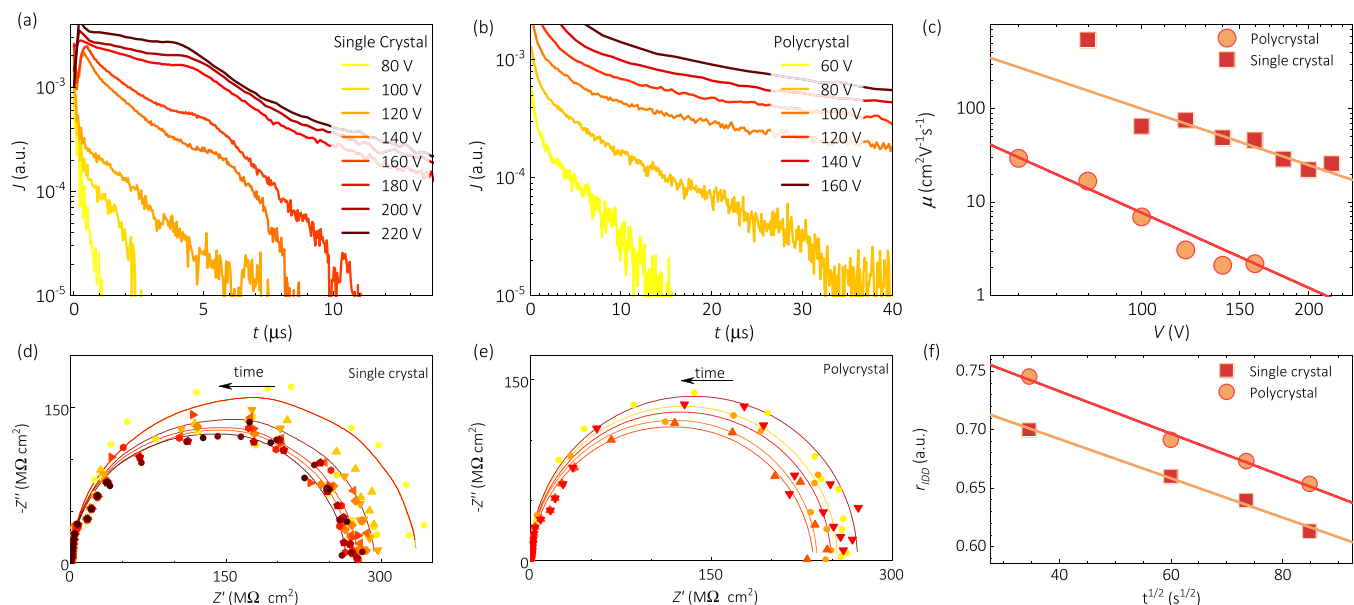 (a)
Single Crystal
80 V
100 V
120 V
140 V
160 V
180 V
200 V
220 V
J (a.u.)
10⁻³
10⁻⁴
10⁻⁵
0
5
10
t (μs)
(b)
Polycrystal
60 V
80 V
100 V
120 V
140 V
160 V
J (a.u.)
10⁻³
10⁻⁴
10⁻⁵
0
10
20
30
40
t (μs)
(c)
Polycrystal
Single crystal
μ (cm²V⁻¹s⁻¹)
100
10
1
100
150
200
V (V)
(d)
time
Single crystal
-Z'' (MΩ cm²)
150
0
0
150
300
Z' (MΩ cm²)
(e)
time
Polycrystal
-Z'' (MΩ cm²)
150
0
0
150
300
Z' (MΩ cm²)
(f)
Single crystal
Polycrystal
r_IDD (a.u.)
0.75
0.70
0.65
0.60
40
60
80
t^1/2 (s^1/2)